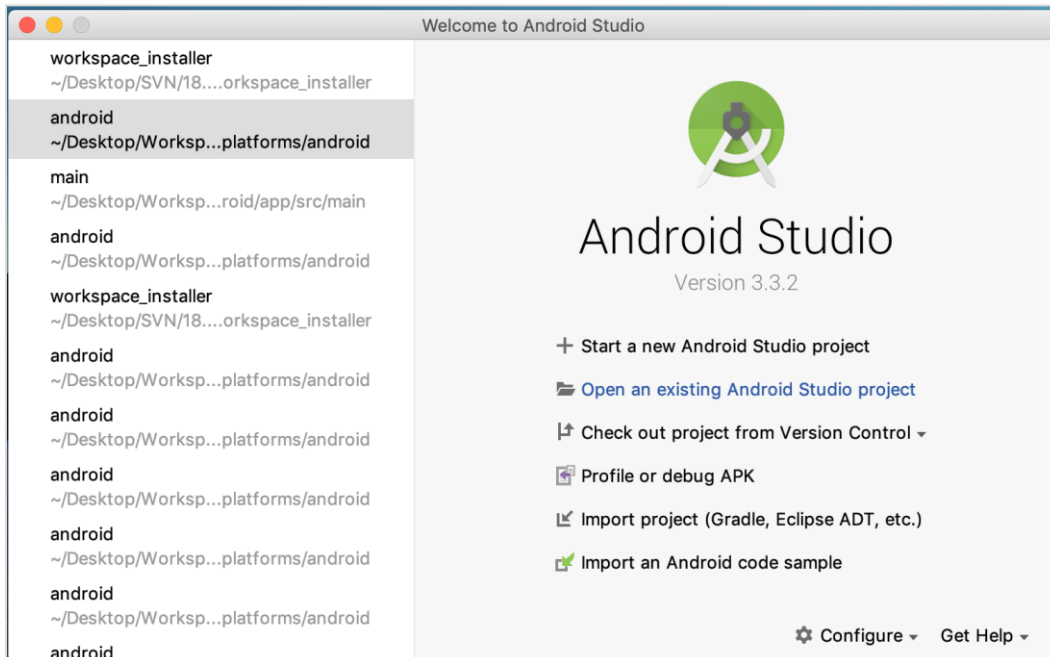 Welcome to Android Studio
workspace_installer
~/Desktop/SVN/18....orkspace_installer
android
~/Desktop/Worksp...platforms/android
main
~/Desktop/Worksp...roid/app/src/main
android
~/Desktop/Worksp...platforms/android
workspace_installer
~/Desktop/SVN/18....orkspace_installer
android
~/Desktop/Worksp...platforms/android
android
~/Desktop/Worksp...platforms/android
android
~/Desktop/Worksp...platforms/android
android
~/Desktop/Worksp...platforms/android
android
~/Desktop/Worksp...platforms/android
android
Android Studio
Version 3.3.2
Start a new Android Studio project
Open an existing Android Studio project
Check out project from Version Control
Profile or debug APK
Import project (Gradle, Eclipse ADT, etc.)
Import an Android code sample
Configure Get Help